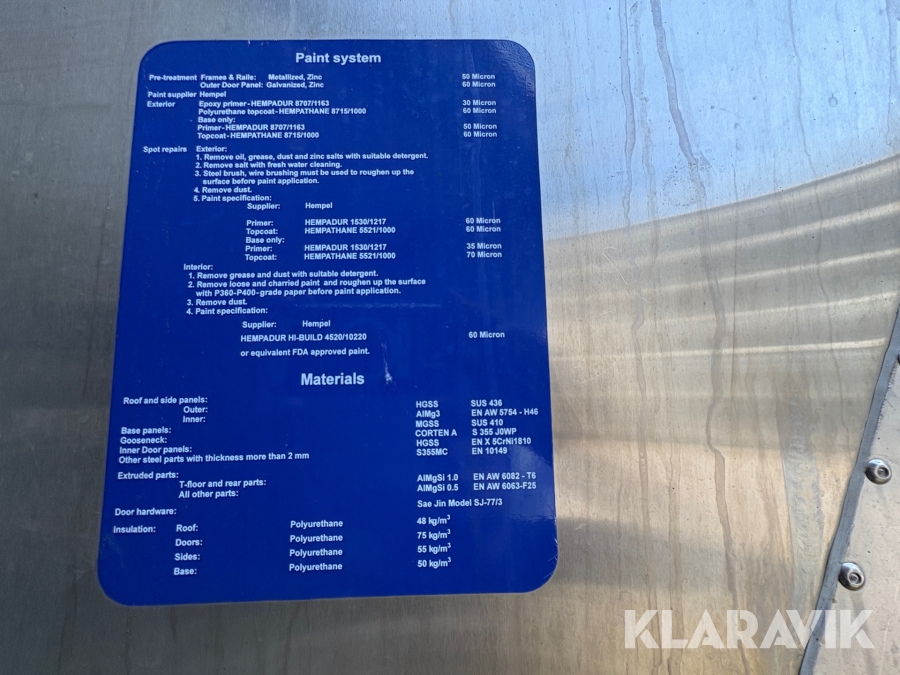 Paint system
Pre-treatment Frames & Rails: Metallized, Zinc 50 Micron
Outer Door Panel: Galvanized, Zinc 60 Micron
Paint supplier Hempel
Exterior Epoxy primer-HEMPADUR 8707/1163 30 Micron
Polyurethane topcoat-HEMPATHANE 8715/1000 60 Micron
Base only:
Primer-HEMPADUR 8707/1163 50 Micron
Topcoat-HEMPATHANE 8715/1000 60 Micron
Spot repairs Exterior:
1. Remove oil, grease, dust and zinc salts with suitable detergent.
2. Remove salt with fresh water cleaning.
3. Steel brush, wire brushing must be used to roughen up the
surface before paint application.
4. Remove dust.
5. Paint specification:
Supplier: Hempel
Primer: HEMPADUR 1530/1217 60 Micron
Topcoat: HEMPATHANE 5521/1000 60 Micron
Base only:
Primer: HEMPADUR 1530/1217 35 Micron
Topcoat: HEMPATHANE 5521/1000 70 Micron
Interior:
1. Remove grease and dust with suitable detergent.
2. Remove loose and charried paint and roughen up the surface
with P360-P400-grade paper before paint application.
3. Remove dust.
4. Paint specification:
Supplier: Hempel
HEMPADUR HI-BUILD 4520/10220 60 Micron
or equivalent FDA approved paint.
Materials
Roof and side panels:
Outer: HGSS SUS 436
Inner: AlMg3 EN AW 5754 - H46
Base panels: MGSS SUS 410
Gooseneck: CORTEN A S 355 J0WP
Inner Door panels: HGSS EN X 5CrNi1810
Other steel parts with thickness more than 2 mm S355MC EN 10149
Extruded parts:
T-floor and rear parts: AlMgSi 1.0 EN AW 6082 - T6
All other parts: AlMgSi 0.5 EN AW 6063-F25
Door hardware: Sae Jin Model SJ-77/3
Insulation: Roof: Polyurethane 48 kg/m³
Doors: Polyurethane 75 kg/m³
Sides: Polyurethane 55 kg/m³
Base: Polyurethane 50 kg/m³
KLARAVIK